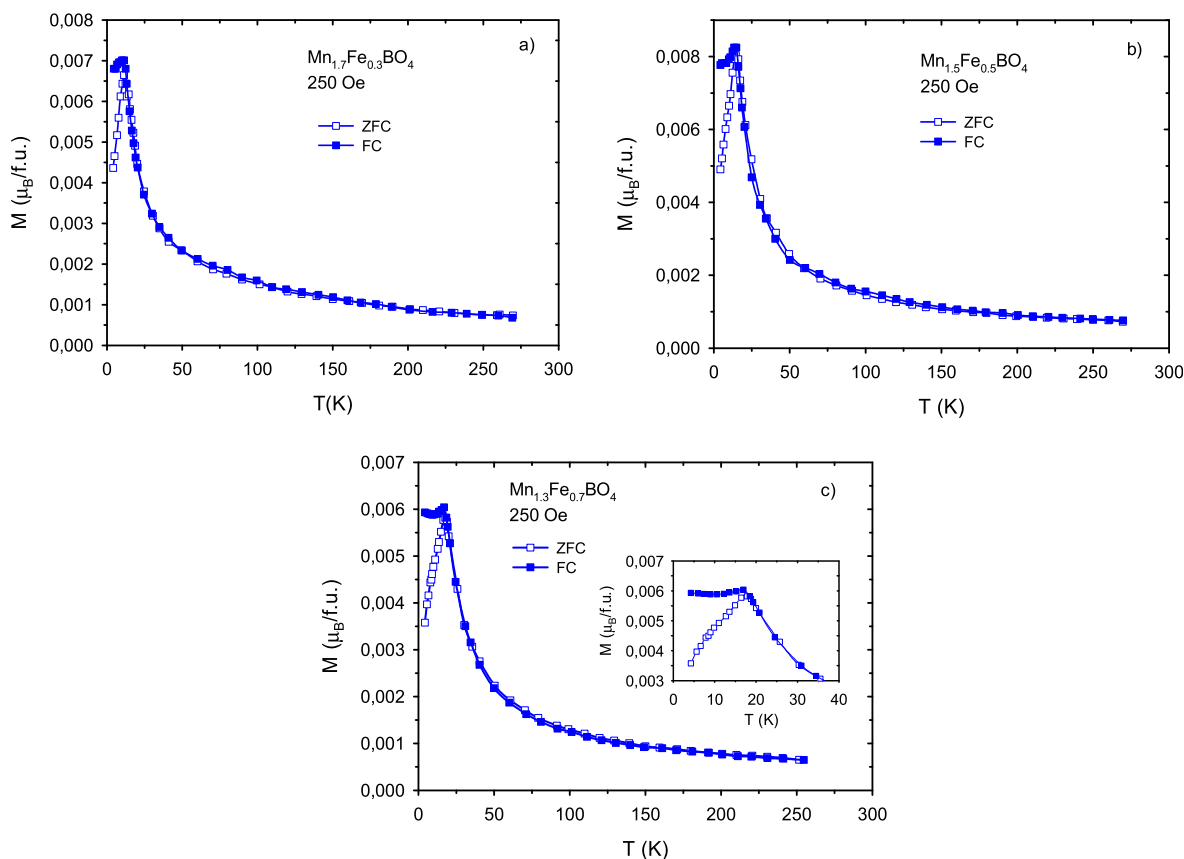 a)
Mn1.7Fe0.3BO4
250 Oe
ZFC
FC
0,008
0,007
0,006
0,005
0,004
0,003
0,002
0,001
0,000
M (μB/f.u.)
0 50 100 150 200 250 300
T(K)
b)
Mn1.5Fe0.5BO4
250 Oe
ZFC
FC
0,008
0,006
0,004
0,002
0,000
M (μB/f.u.)
0 50 100 150 200 250 300
T (K)
c)
Mn1.3Fe0.7BO4
250 Oe
ZFC
FC
0,007
0,006
0,005
0,004
0,003
0,002
0,001
0,000
M (μB/f.u.)
0 50 100 150 200 250 300
T (K)
0,007
0,006
0,005
0,004
0,003
M (μB/f.u.)
0 10 20 30 40
T (K)